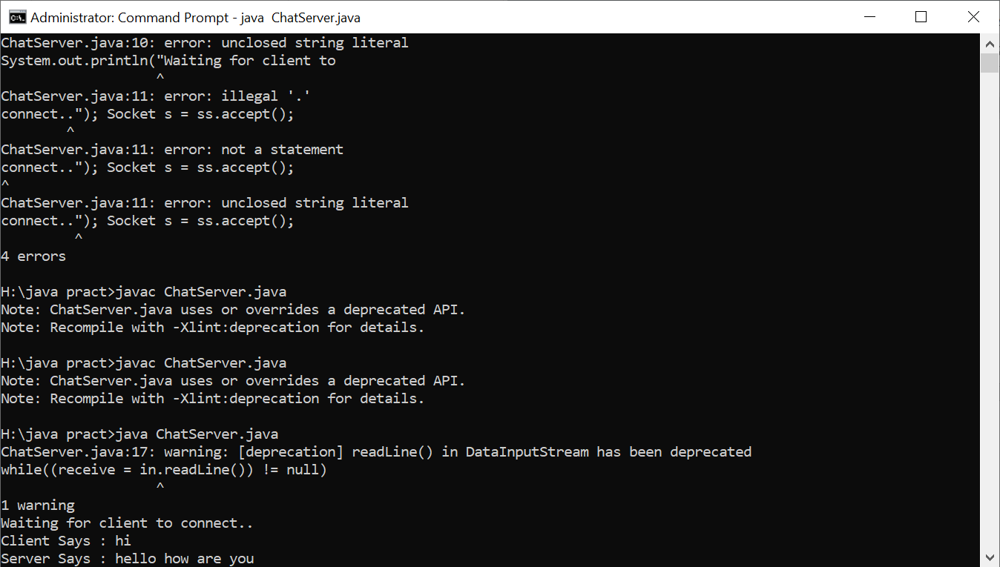 Administrator: Command Prompt - java  ChatServer.java
ChatServer.java:10: error: unclosed string literal
System.out.println("Waiting for client to
                   ^
ChatServer.java:11: error: illegal '.'
connect.."); Socket s = ss.accept();
        ^
ChatServer.java:11: error: not a statement
connect.."); Socket s = ss.accept();
^
ChatServer.java:11: error: unclosed string literal
connect.."); Socket s = ss.accept();
         ^
4 errors
H:\java pract>javac ChatServer.java
Note: ChatServer.java uses or overrides a deprecated API.
Note: Recompile with -Xlint:deprecation for details.
H:\java pract>javac ChatServer.java
Note: ChatServer.java uses or overrides a deprecated API.
Note: Recompile with -Xlint:deprecation for details.
H:\java pract>java ChatServer.java
ChatServer.java:17: warning: [deprecation] readLine() in DataInputStream has been deprecated
while((receive = in.readLine()) != null)
                   ^
1 warning
Waiting for client to connect..
Client Says : hi
Server Says : hello how are you